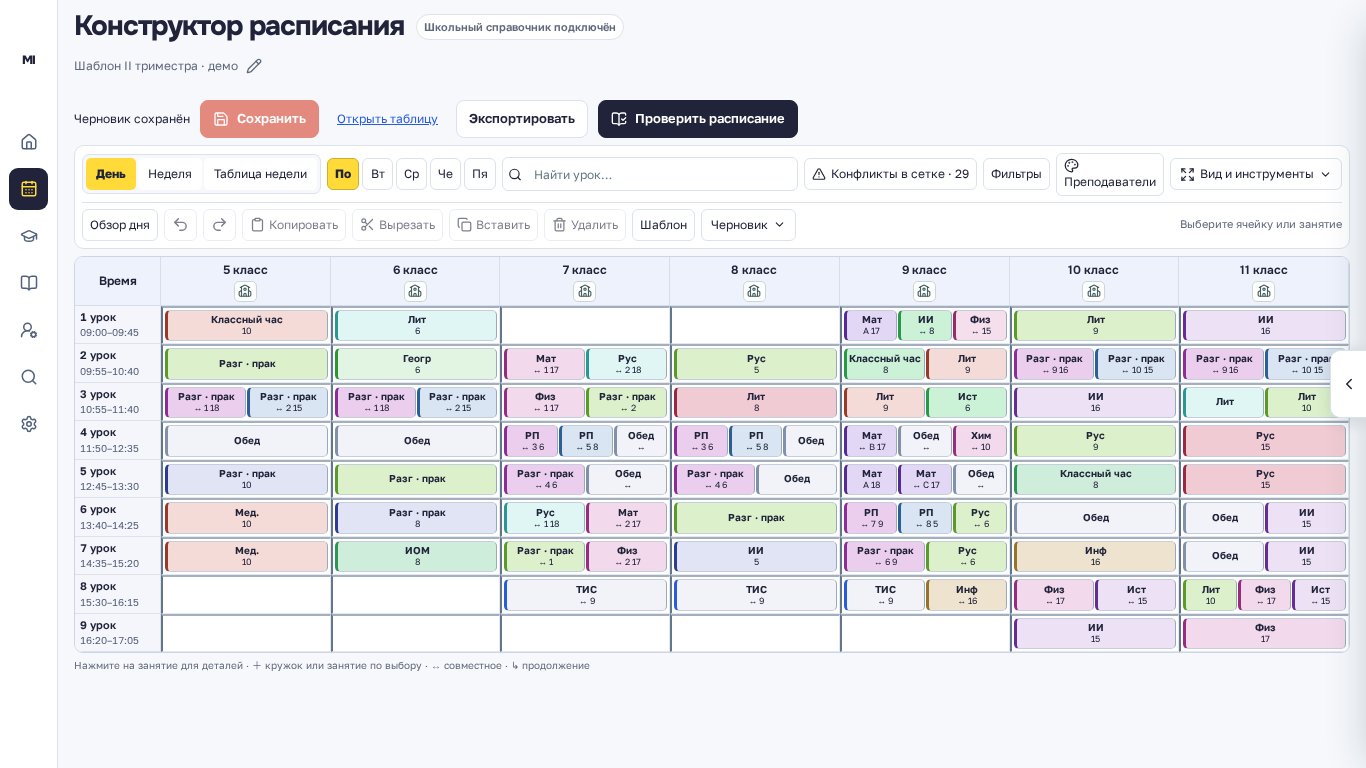 Конструктор расписания
Школьный справочник подключён
MI
Шаблон II триместра · демо
Черновик сохранён
Сохранить
Открыть таблицу
Экспортировать
Проверить расписание
День Неделя Таблица недели
По Вт Ср Че Пя
Найти урок...
Конфликты в сетке · 29
Фильтры
Преподаватели
Вид и инструменты
Обзор дня
Копировать
Вырезать
Вставить
Удалить
Шаблон
Черновик
Выберите ячейку или занятие
Время 5 класс 6 класс 7 класс 8 класс 9 класс 10 класс 11 класс
1 урок Классный час Лит Мат ИИ Физ Лит ИИ
09:00–09:45 10 6 A 17 ↔ 8 ↔ 15 9 16
2 урок Разг · прак Геогр Мат Рус Рус Классный час Лит Разг · прак Разг · прак Разг · прак Разг · прак
09:55–10:40 6 ↔ 1 17 ↔ 2 18 5 8 9 ↔ 9 16 ↔ 10 15 ↔ 9 16 ↔ 10 15
3 урок Разг · прак Разг · прак Разг · прак Разг · прак Физ Разг · прак Лит Лит Ист ИИ Лит Лит
10:55–11:40 ↔ 1 18 ↔ 2 15 ↔ 1 18 ↔ 2 15 ↔ 1 17 ↔ 2 8 9 6 16 10
4 урок Обед Обед РП РП Обед РП РП Обед Мат Обед Хим Рус Рус
11:50–12:35 ↔ 3 6 ↔ 5 8 ↔ ↔ 3 6 ↔ 5 8 ↔ B 17 ↔ ↔ 10 9 15
5 урок Разг · прак Разг · прак Разг · прак Обед Разг · прак Обед Мат Мат Обед Классный час Рус
12:45–13:30 10 ↔ 4 6 ↔ ↔ 4 6 A 18 ↔ C 17 ↔ 8 15
6 урок Мед. Разг · прак Рус Мат Разг · прак РП РП Рус Обед Обед ИИ
13:40–14:25 10 8 ↔ 1 18 ↔ 2 17 ↔ 7 9 ↔ 8 5 ↔ 6 15
7 урок Мед. ИОМ Разг · прак Физ ИИ Разг · прак Рус Инф Обед ИИ
14:35–15:20 10 8 ↔ 1 ↔ 2 17 5 ↔ 6 9 ↔ 6 16 15
8 урок ТИС ТИС ТИС Инф Физ Ист Лит Физ Ист
15:30–16:15 ↔ 9 ↔ 9 ↔ 9 ↔ 16 ↔ 17 ↔ 15 10 ↔ 17 ↔ 15
9 урок ИИ Физ
16:20–17:05 15 17
Нажмите на занятие для деталей · + кружок или занятие по выбору · ↔ совместное · ↳ продолжение